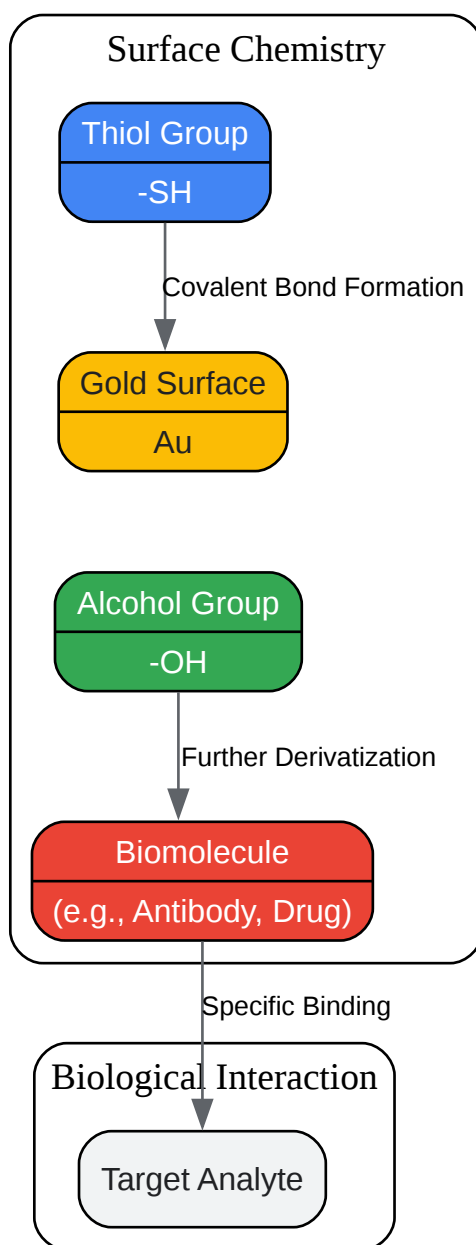 Surface Chemistry
Thiol Group
-SH
Covalent Bond Formation
Gold Surface
Au
Alcohol Group
-OH
Further Derivatization
Biomolecule
(e.g., Antibody, Drug)
Specific Binding
Biological Interaction
Target Analyte